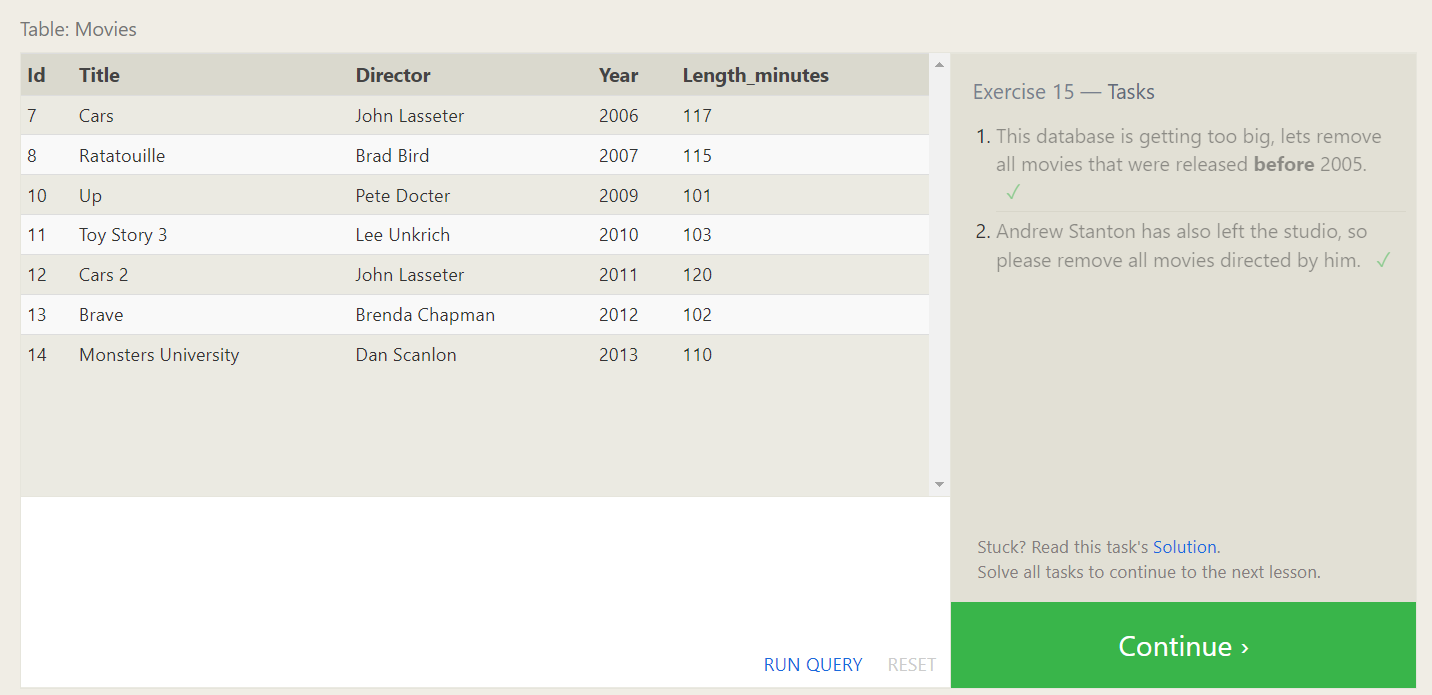 Table: Movies
Id Title Director Year Length_minutes
7 Cars John Lasseter 2006 117
8 Ratatouille Brad Bird 2007 115
10 Up Pete Docter 2009 101
11 Toy Story 3 Lee Unkrich 2010 103
12 Cars 2 John Lasseter 2011 120
13 Brave Brenda Chapman 2012 102
14 Monsters University Dan Scanlon 2013 110
RUN QUERY RESET
Exercise 15 — Tasks
1. This database is getting too big, lets remove
all movies that were released before 2005.
✓
2. Andrew Stanton has also left the studio, so
please remove all movies directed by him. ✓
Stuck? Read this task's Solution.
Solve all tasks to continue to the next lesson.
Continue ›